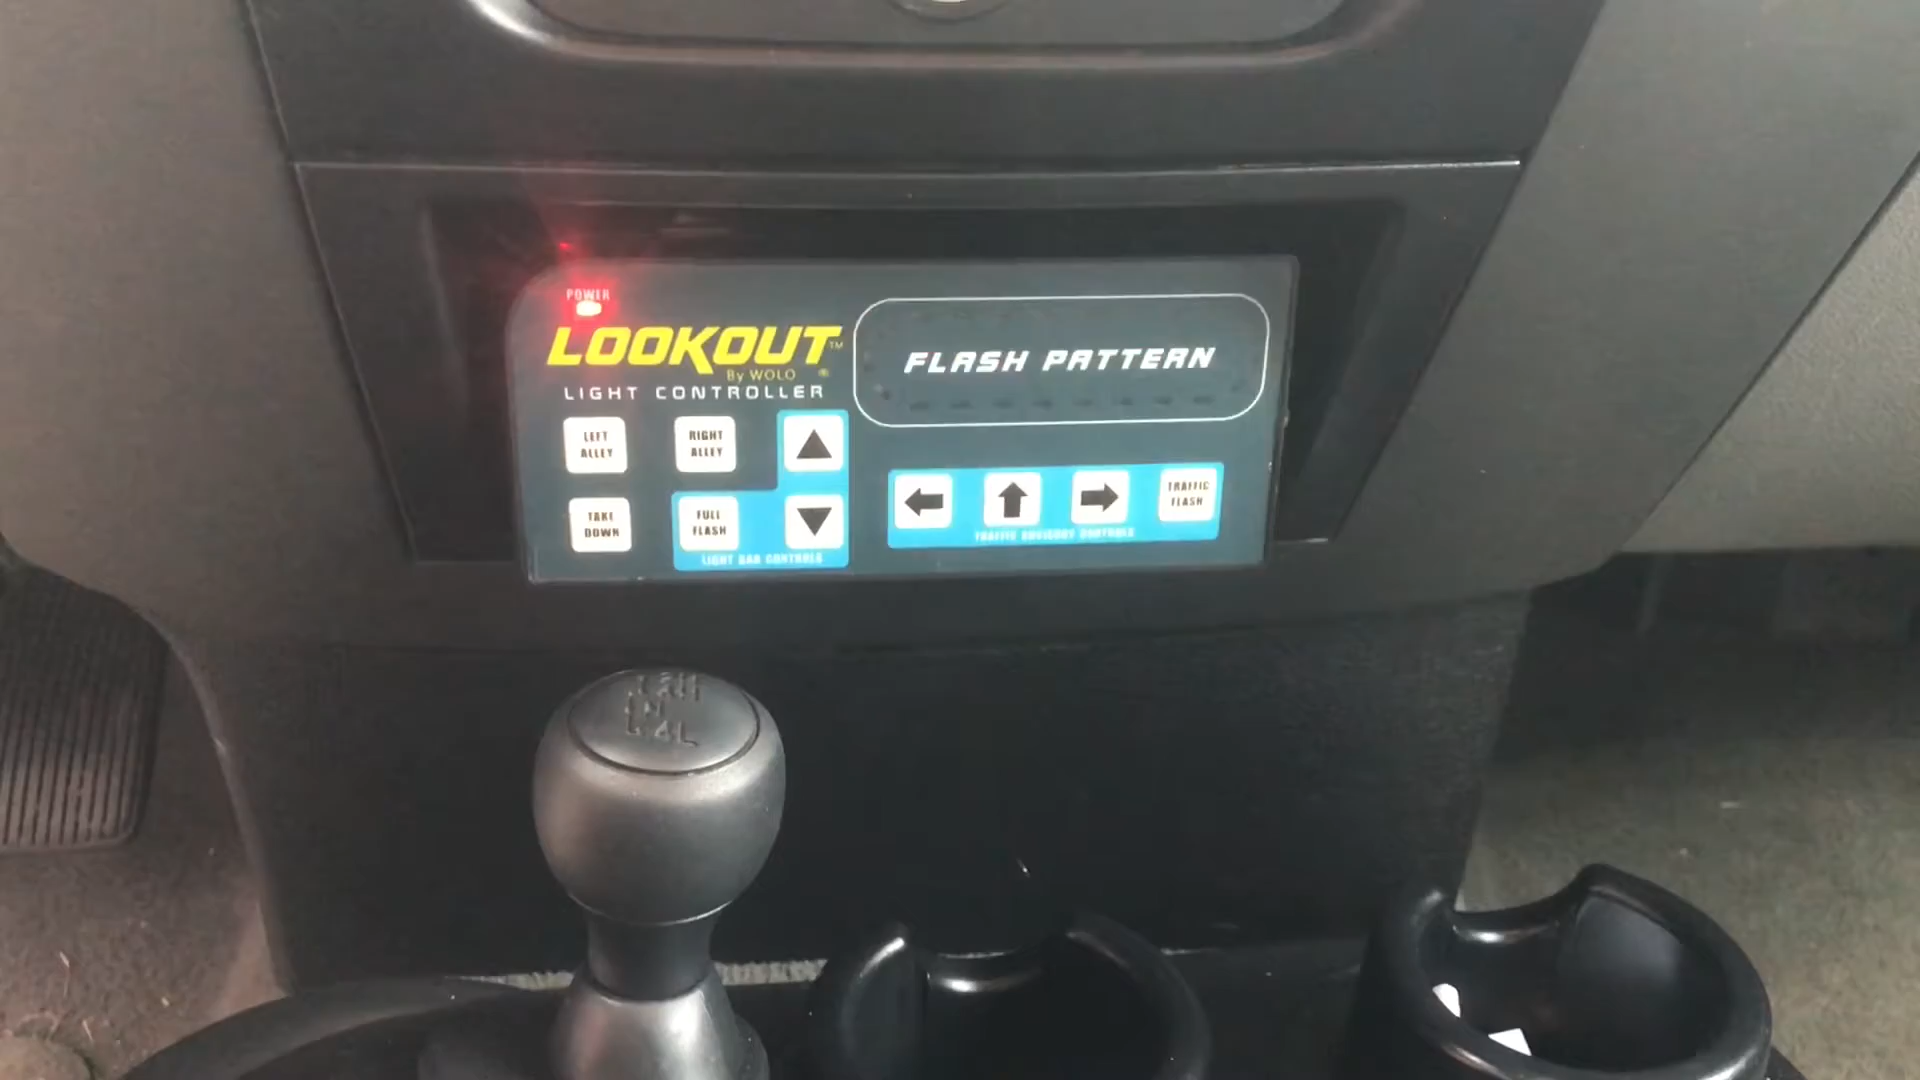 POWER
LOOKOUT™
By WOLO ®
LIGHT CONTROLLER
FLASH PATTERN
LEFT
ALLEY
RIGHT
ALLEY
TAKE
DOWN
FULL
FLASH
LIGHT BAR CONTROLS
TRAFFIC
FLASH
TRAFFIC ADVISORY CONTROLS